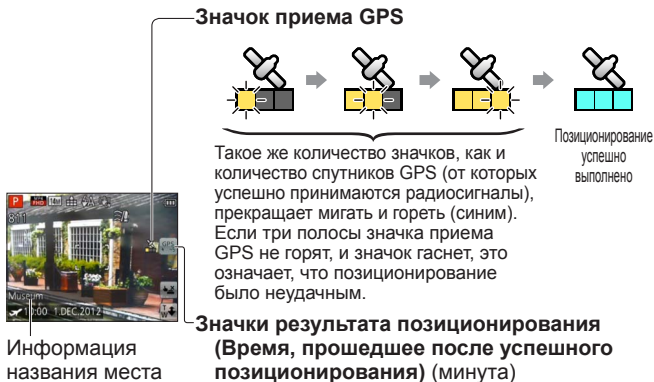 Значок приема GPS
Позиционирование
успешно
выполнено
Такое же количество значков, как и
количество спутников GPS (от которых
успешно принимаются радиосигналы),
прекращает мигать и гореть (синим).
Если три полосы значка приема
GPS не горят, и значок гаснет, это
означает, что позиционирование
было неудачным.
P
811
GPS
Museum
10:00 1.DEC.2012
T
W
Информация
названия места
Значки результата позиционирования
(Время, прошедшее после успешного
позиционирования) (минута)